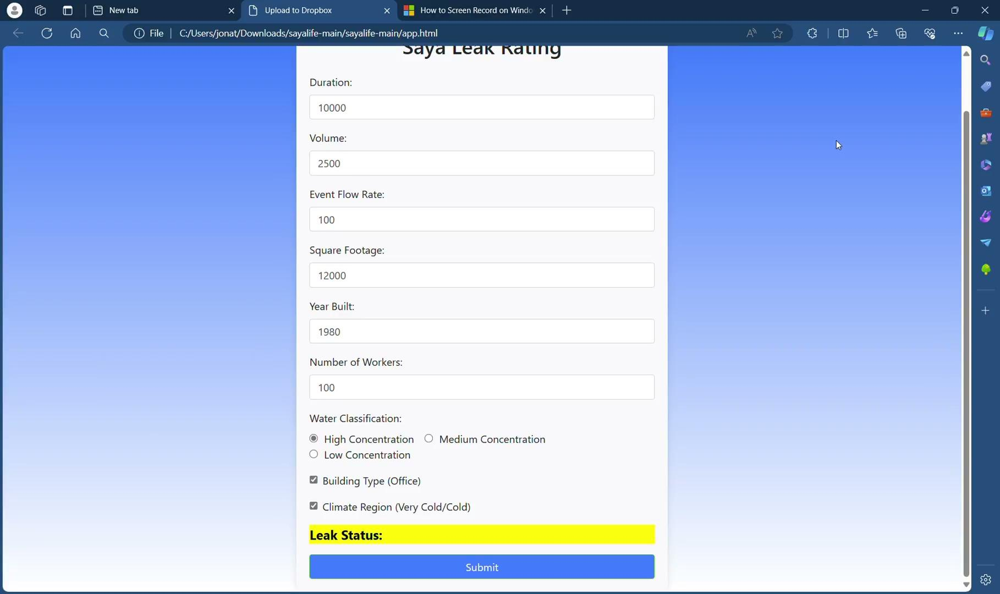 New tab
Upload to Dropbox
How to Screen Record on Windo
File
C:/Users/jonat/Downloads/sayalife-main/sayalife-main/app.html
Saya Leak Rating
Duration:
10000
Volume:
2500
Event Flow Rate:
100
Square Footage:
12000
Year Built:
1980
Number of Workers:
100
Water Classification:
High Concentration Medium Concentration
Low Concentration
Building Type (Office)
Climate Region (Very Cold/Cold)
Leak Status:
Submit